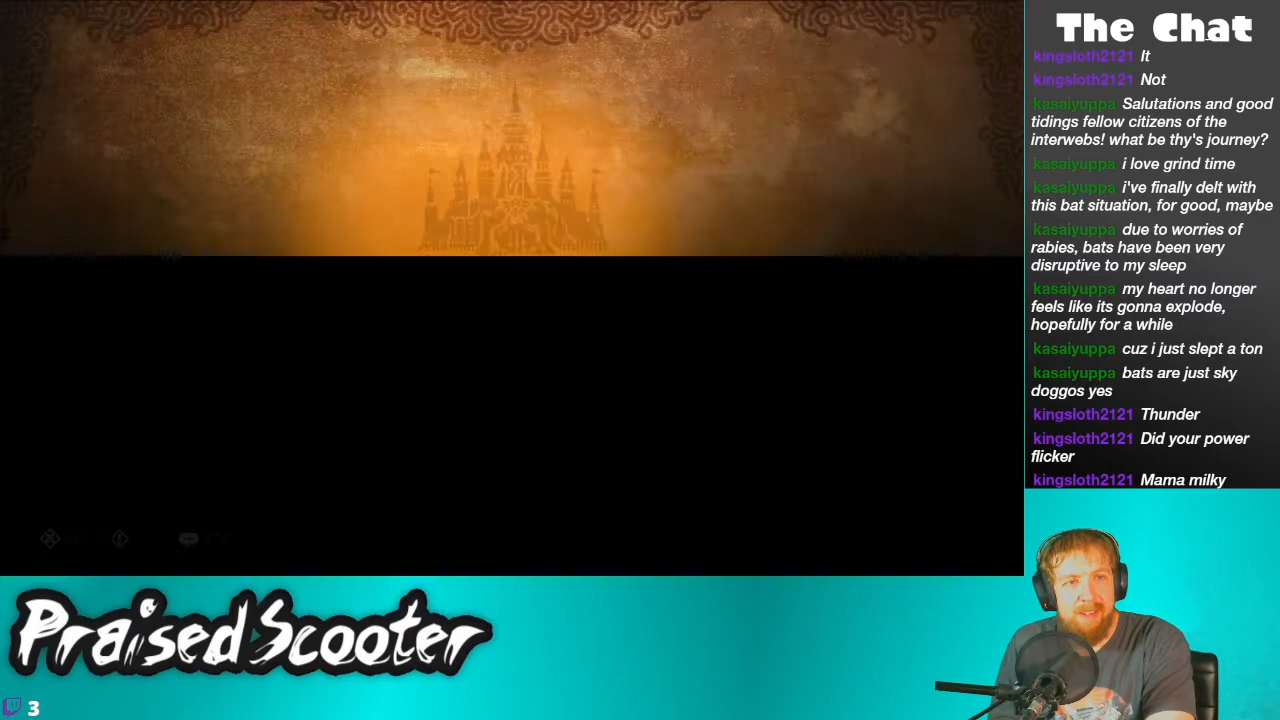 The Chat
kingsloth2121 It
kingsloth2121 Not
kasaiyuppa Salutations and good
tidings fellow citizens of the
interwebs! what be thy's journey?
kasaiyuppa i love grind time
kasaiyuppa i've finally delt with
this bat situation, for good, maybe
kasaiyuppa due to worries of
rabies, bats have been very
disruptive to my sleep
kasaiyuppa my heart no longer
feels like its gonna explode,
hopefully for a while
kasaiyuppa cuz i just slept a ton
kasaiyuppa bats are just sky
doggos yes
kingsloth2121 Thunder
kingsloth2121 Did your power
flicker
kingsloth2121 Mama milky
PraisedScooter
3